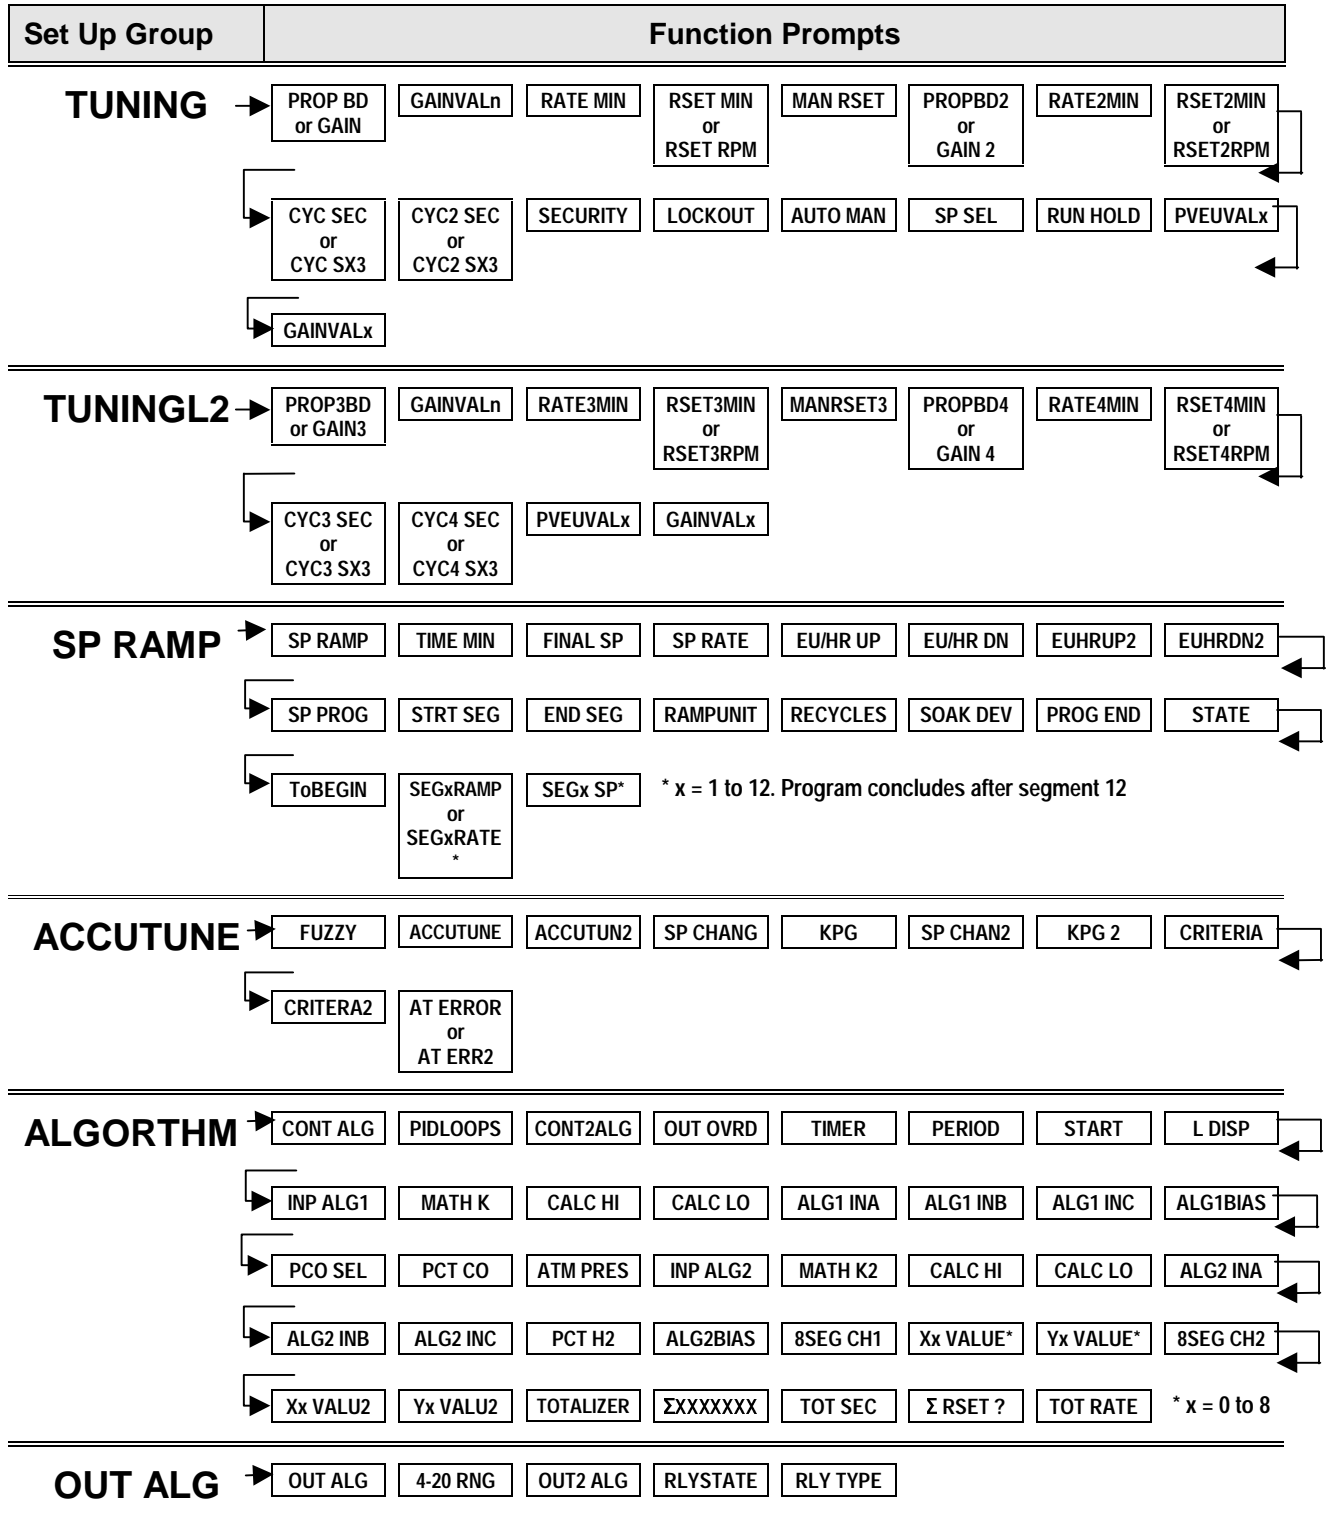 Set Up Group Function Prompts
TUNING PROP BD or GAIN GAINVALn RATE MIN RSET MIN or RSET RPM MAN RSET PROPBD2 or GAIN 2 RATE2MIN RSET2MIN or RSET2RPM
CYC SEC or CYC SX3 CYC2 SEC or CYC2 SX3 SECURITY LOCKOUT AUTO MAN SP SEL RUN HOLD PVEUVALx
GAINVALx
TUNINGL2 PROP3BD or GAIN3 GAINVALn RATE3MIN RSET3MIN or RSET3RPM MANRSET3 PROPBD4 or GAIN 4 RATE4MIN RSET4MIN or RSET4RPM
CYC3 SEC or CYC3 SX3 CYC4 SEC or CYC4 SX3 PVEUVALx GAINVALx
SP RAMP SP RAMP TIME MIN FINAL SP SP RATE EU/HR UP EU/HR DN EUHRUP2 EUHRDN2
SP PROG STRT SEG END SEG RAMPUNIT RECYCLES SOAK DEV PROG END STATE
ToBEGIN SEGxRAMP or SEGxRATE * SEGx SP* * x = 1 to 12. Program concludes after segment 12
ACCUTUNE FUZZY ACCUTUNE ACCUTUN2 SP CHANG KPG SP CHAN2 KPG 2 CRITERIA
CRITERA2 AT ERROR or AT ERR2
ALGORTHM CONT ALG PIDLOOPS CONT2ALG OUT OVRD TIMER PERIOD START L DISP
INP ALG1 MATH K CALC HI CALC LO ALG1 INA ALG1 INB ALG1 INC ALG1BIAS
PCO SEL PCT CO ATM PRES INP ALG2 MATH K2 CALC HI CALC LO ALG2 INA
ALG2 INB ALG2 INC PCT H2 ALG2BIAS 8SEG CH1 Xx VALUE* Yx VALUE* 8SEG CH2
Xx VALU2 Yx VALU2 TOTALIZER ΣXXXXXXX TOT SEC Σ RSET ? TOT RATE * x = 0 to 8
OUT ALG OUT ALG 4-20 RNG OUT2 ALG RLYSTATE RLY TYPE